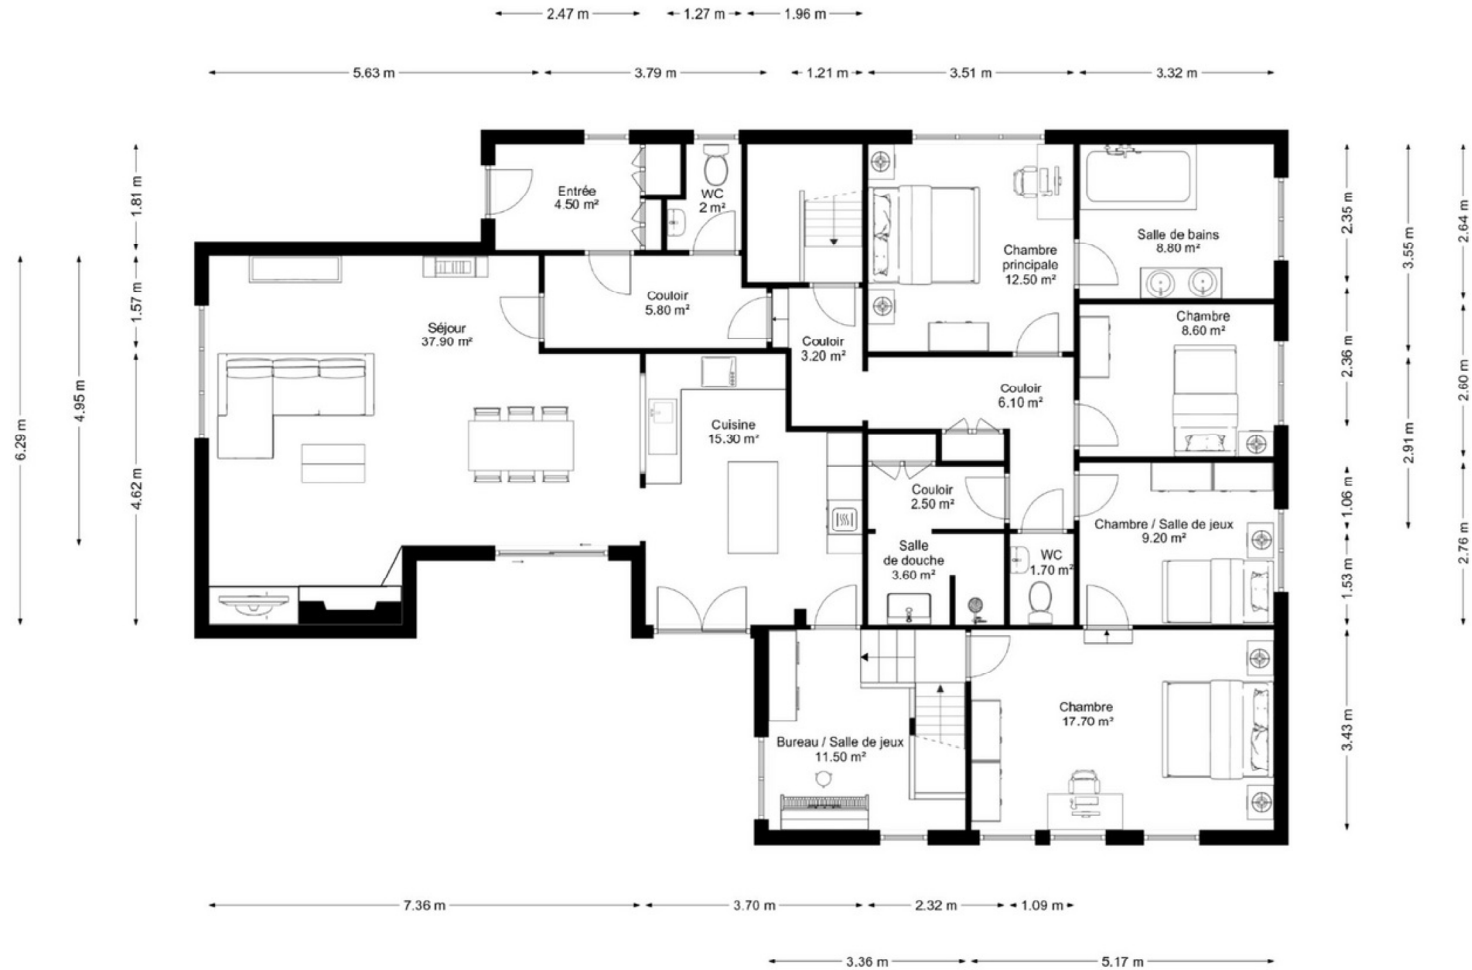 2.47 m
1.27 m
1.96 m
5.63 m
3.79 m
1.21 m
3.51 m
3.32 m
1.81 m
1.57 m
4.62 m
4.95 m
6.29 m
Entrée
4.50 m²
WC
2 m²
Chambre
principale
12.50 m²
Salle de bains
8.80 m²
Couloir
5.80 m²
Séjour
37.90 m²
Couloir
3.20 m²
Chambre
8.60 m²
Couloir
6.10 m²
Cuisine
15.30 m²
Couloir
2.50 m²
Chambre / Salle de jeux
9.20 m²
Salle
de douche
3.60 m²
WC
1.70 m²
Chambre
17.70 m²
Bureau / Salle de jeux
11.50 m²
2.35 m
2.36 m
1.06 m
1.53 m
3.43 m
3.55 m
2.91 m
2.64 m
2.60 m
2.76 m
7.36 m
3.70 m
2.32 m
1.09 m
3.36 m
5.17 m